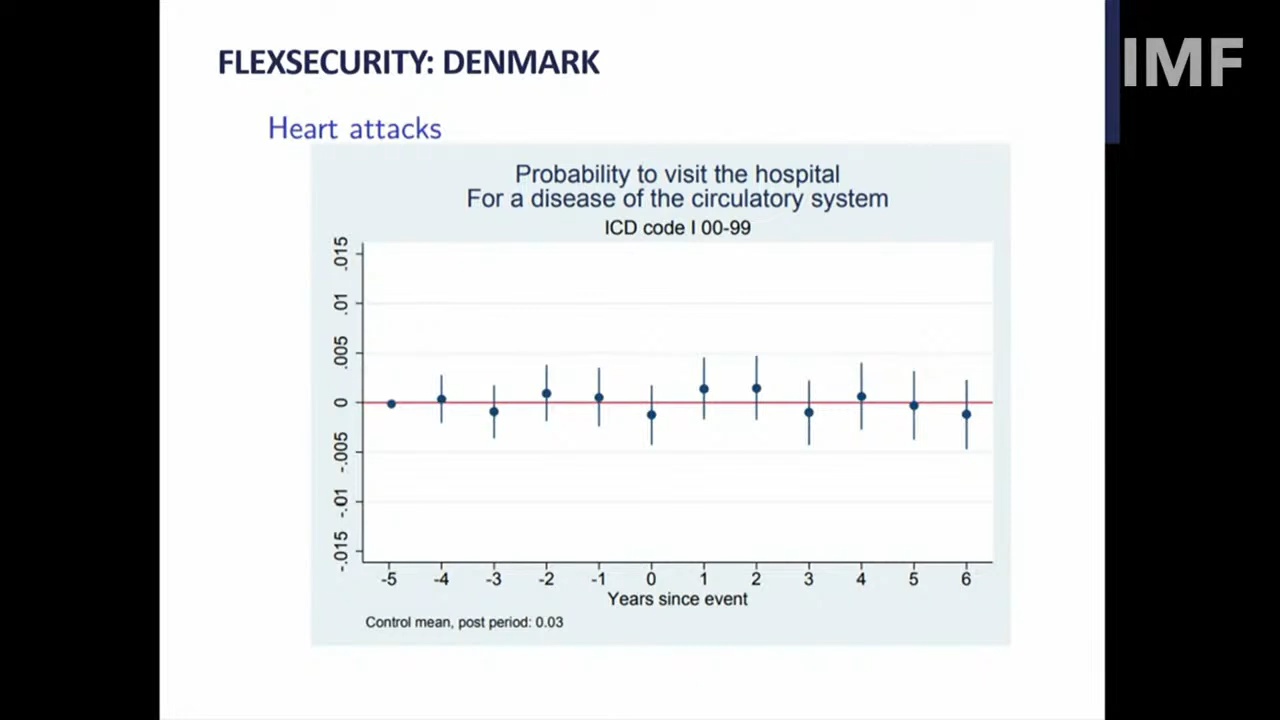 FLEXSECURITY: DENMARK
IMF
Heart attacks
Probability to visit the hospital
For a disease of the circulatory system
ICD code I 00-99
.015
.01
.005
0
-.005
-.01
-.015
-5 -4 -3 -2 -1 0 1 2 3 4 5 6
Years since event
Control mean, post period: 0.03